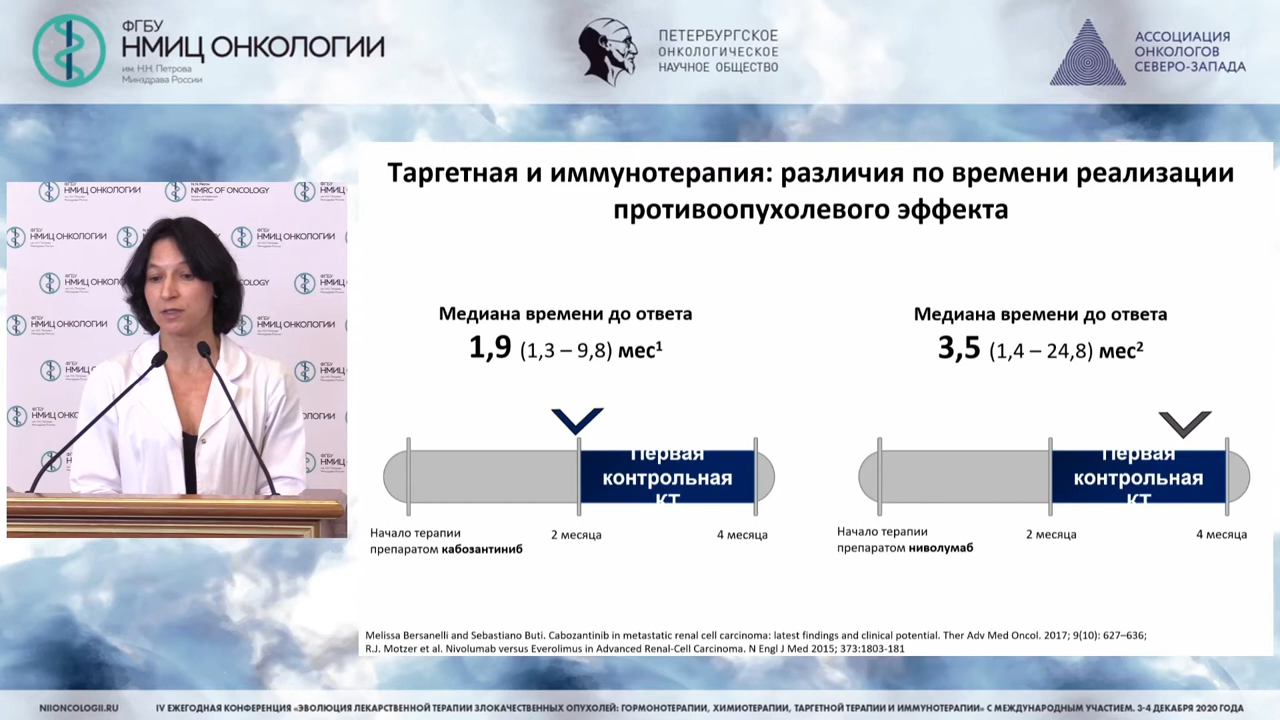 ФГБУ
НМИЦ ОНКОЛОГИИ
им. Н.Н. Петрова
Минздрава России
ПЕТЕРБУРГСКОЕ
ОНКОЛОГИЧЕСКОЕ
НАУЧНОЕ ОБЩЕСТВО
АССОЦИАЦИЯ
ОНКОЛОГОВ
СЕВЕРО-ЗАПАДА
Таргетная и иммунотерапия: различия по времени реализации
противоопухолевого эффекта
НМИЦ ОНКОЛОГИИ
NMRC OF ONCOLOGY
Медиана времени до ответа
1,9 (1,3 – 9,8) мес¹
Первая
контрольная
КТ
Начало терапии
препаратом кабозантиниб
2 месяца
4 месяца
Медиана времени до ответа
3,5 (1,4 – 24,8) мес²
Первая
контрольная
КТ
Начало терапии
препаратом ниволумаб
2 месяца
4 месяца
Melissa Bersanelli and Sebastiano Buti. Cabozantinib in metastatic renal cell carcinoma: latest findings and clinical potential. Ther Adv Med Oncol. 2017; 9(10): 627–636;
R.J. Motzer et al. Nivolumab versus Everolimus in Advanced Renal-Cell Carcinoma. N Engl J Med 2015; 373:1803-181
NIIONCOLOGII.RU
IV ЕЖЕГОДНАЯ КОНФЕРЕНЦИЯ «ЭВОЛЮЦИЯ ЛЕКАРСТВЕННОЙ ТЕРАПИИ ЗЛОКАЧЕСТВЕННЫХ ОПУХОЛЕЙ: ГОРМОНОТЕРАПИИ, ХИМИОТЕРАПИИ, ТАРГЕТНОЙ ТЕРАПИИ И ИММУНОТЕРАПИИ» С МЕЖДУНАРОДНЫМ УЧАСТИЕМ. 3-4 ДЕКАБРЯ 2020 ГОДА